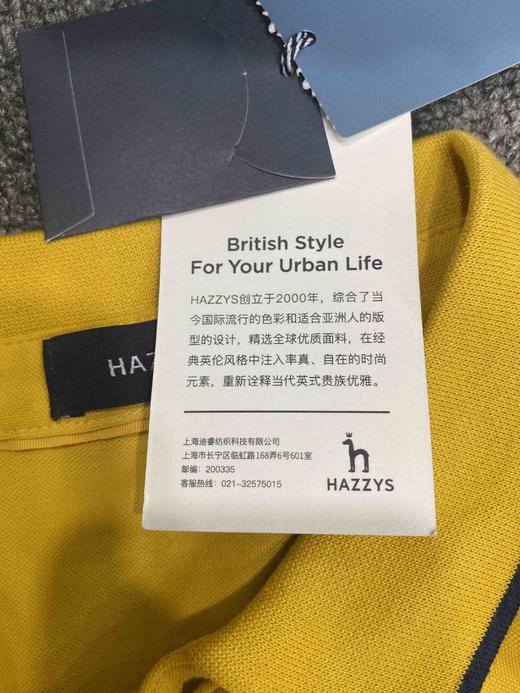 British Style
For Your Urban Life
HAZZYS创立于2000年，综合了当
今国际流行的色彩和适合亚洲人的版
型的设计，精选全球优质面料，在经
典英伦风格中注入率真、自在的时尚
元素，重新诠释当代英式贵族优雅。
上海迪睿纺织科技有限公司
上海市长宁区临虹路168弄6号601室
邮编：200335
客服热线：021-32575015
HAZZYS
HAZ